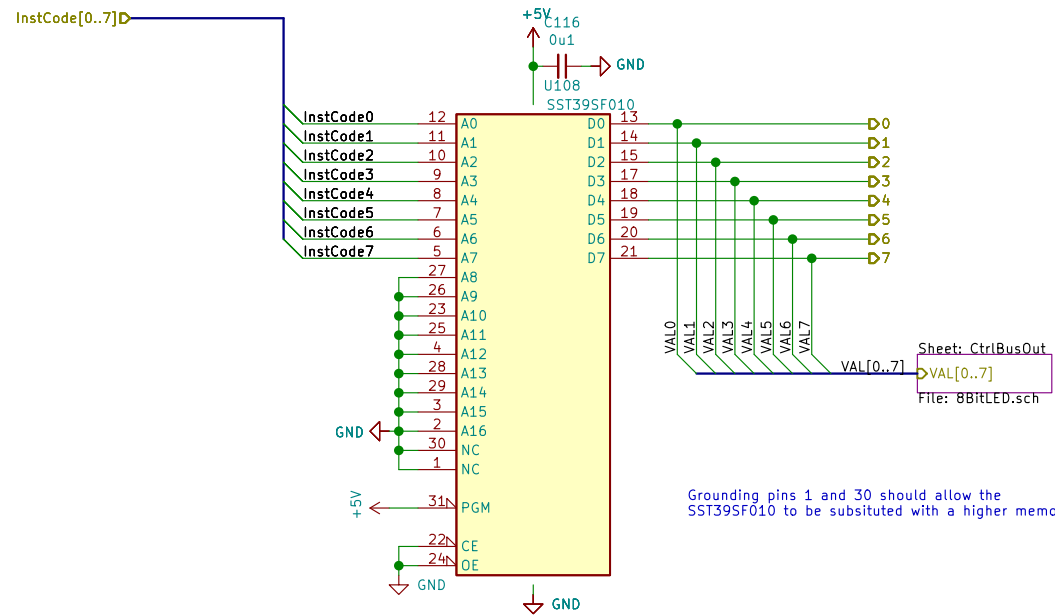 InstCode[0..7]
+5V
C116
0u1
GND
U108
SST39SF010
InstCode0 12 A0 D0 13 0
InstCode1 11 A1 D1 14 1
InstCode2 10 A2 D2 15 2
InstCode3 9 A3 D3 17 3
InstCode4 8 A4 D4 18 4
InstCode5 7 A5 D5 19 5
InstCode6 6 A6 D6 20 6
InstCode7 5 A7 D7 21 7
27 A8
26 A9
23 A10
25 A11
4 A12
28 A13
29 A14
3 A15
GND 2 A16
30 NC
1 NC
+5V 31 PGM
22 CE
24 OE
GND
GND
VAL0
VAL1
VAL2
VAL3
VAL4
VAL5
VAL6
VAL7
VAL[0..7]
Sheet: CtrlBusOut
VAL[0..7]
File: 8BitLED.sch
Grounding pins 1 and 30 should allow the
SST39SF010 to be subsituted with a higher memo